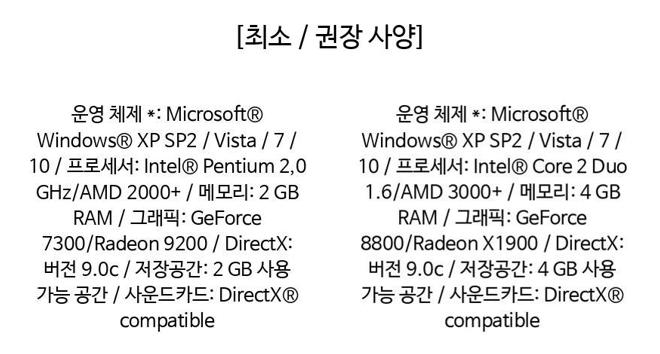 [최소 / 권장 사양]
운영 체제 *: Microsoft®
Windows® XP SP2 / Vista / 7 /
10 / 프로세서: Intel® Pentium 2,0
GHz/AMD 2000+ / 메모리: 2 GB
RAM / 그래픽: GeForce
7300/Radeon 9200 / DirectX:
버전 9.0c / 저장공간: 2 GB 사용
가능 공간 / 사운드카드: DirectX®
compatible
운영 체제 *: Microsoft®
Windows® XP SP2 / Vista / 7 /
10 / 프로세서: Intel® Core 2 Duo
1.6/AMD 3000+ / 메모리: 4 GB
RAM / 그래픽: GeForce
8800/Radeon X1900 / DirectX:
버전 9.0c / 저장공간: 4 GB 사용
가능 공간 / 사운드카드: DirectX®
compatible